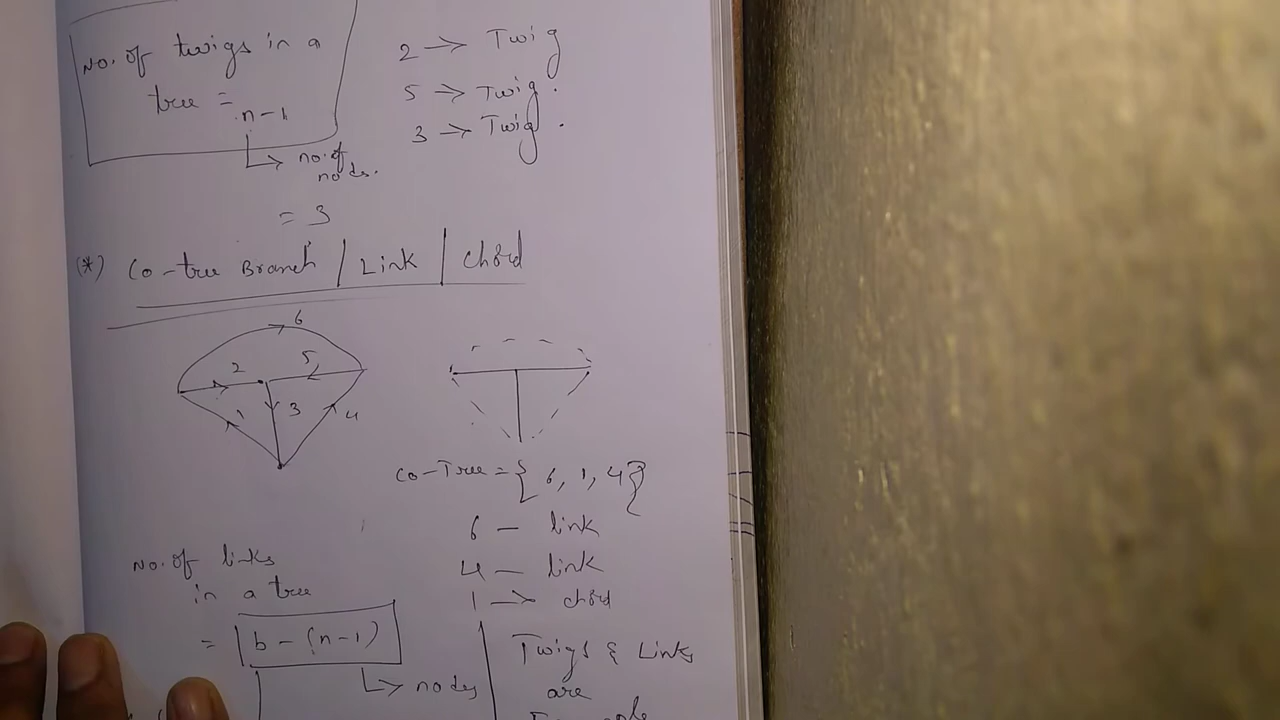 No. of twigs in a
tree = n-1
↳ no. of
nodes.
= 3
2 → Twig
5 → Twig.
3 → Twig.
(*) Co-tree Branch / Link / Chord
6
2
5
1
3
4
Co-Tree = { 6, 1, 4 }
6 - link
4 - link
1 → chord
No. of links
in a tree
= b - (n-1)
↳ nodes
Twigs & Links
are